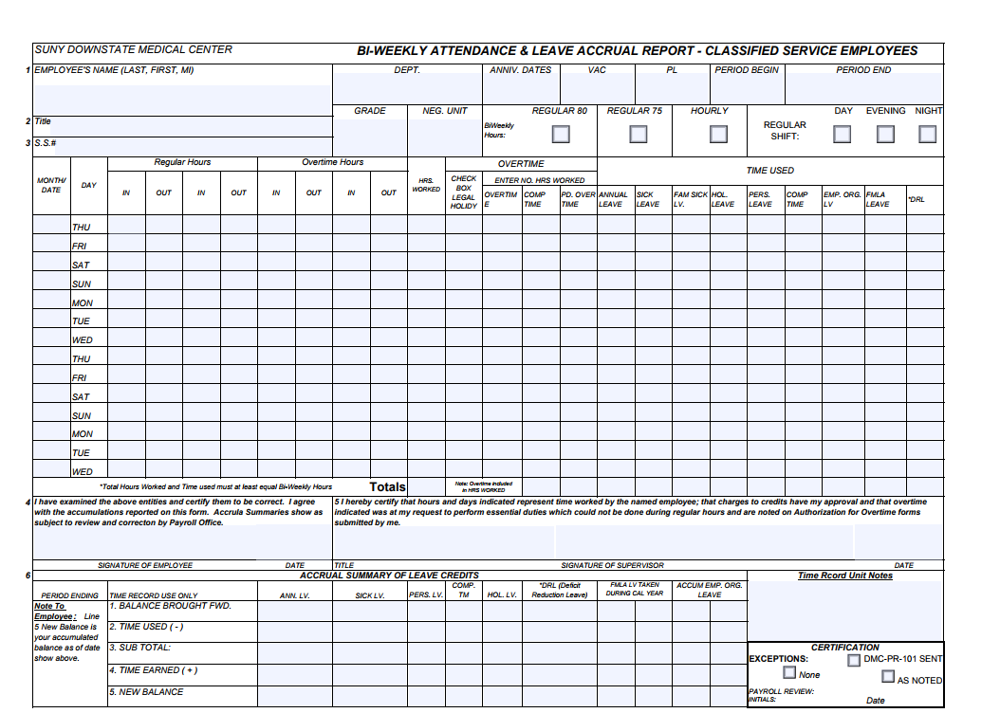 SUNY DOWNSTATE MEDICAL CENTER BI-WEEKLY ATTENDANCE & LEAVE ACCRUAL REPORT - CLASSIFIED SERVICE EMPLOYEES
1 EMPLOYEE'S NAME (LAST, FIRST, MI) DEPT. ANNIV. DATES VAC PL PERIOD BEGIN PERIOD END
GRADE NEG. UNIT REGULAR 80 REGULAR 75 HOURLY DAY EVENING NIGHT
2 Title
BiWeekly Hours:
REGULAR SHIFT:
3 S.S.#
Regular Hours Overtime Hours OVERTIME TIME USED
MONTH/ DATE DAY IN OUT IN OUT IN OUT IN OUT HRS. WORKED CHECK BOX LEGAL HOLIDY ENTER NO. HRS WORKED
OVERTIM E COMP TIME PD. OVER TIME ANNUAL LEAVE SICK LEAVE FAM SICK LV. HOL. LEAVE PERS. LEAVE COMP TIME EMP. ORG. LV FMLA LEAVE *DRL
THU
FRI
SAT
SUN
MON
TUE
WED
THU
FRI
SAT
SUN
MON
TUE
WED
*Total Hours Worked and Time used must at least equal Bi-Weekly Hours Totals Note: Overtime included in HRS WORKED
4 I have examined the above entities and certify them to be correct. I agree
with the accumulations reported on this form. Accrula Summaries show as
subject to review and correcton by Payroll Office.
5 I hereby certify that hours and days indicated represent time worked by the named employee; that charges to credits have my approval and that overtime
indicated was at my request to perform essential duties which could not be done during regular hours and are noted on Authorization for Overtime forms
submitted by me.
SIGNATURE OF EMPLOYEE DATE TITLE SIGNATURE OF SUPERVISOR DATE
6 ACCRUAL SUMMARY OF LEAVE CREDITS Time Rcord Unit Notes
PERIOD ENDING TIME RECORD USE ONLY ANN. LV. SICK LV. PERS. LV. COMP. TM HOL. LV. *DRL (Deficit Reduction Leave) FMLA LV TAKEN DURING CAL YEAR ACCUM EMP. ORG. LEAVE
Note To
Employee: Line
5 New Balance is
your accumulated
balance as of date
show above.
1. BALANCE BROUGHT FWD.
2. TIME USED ( - )
3. SUB TOTAL:
4. TIME EARNED ( + )
5. NEW BALANCE
CERTIFICATION
EXCEPTIONS: DMC-PR-101 SENT
None AS NOTED
PAYROLL REVIEW:
INITIALS: Date